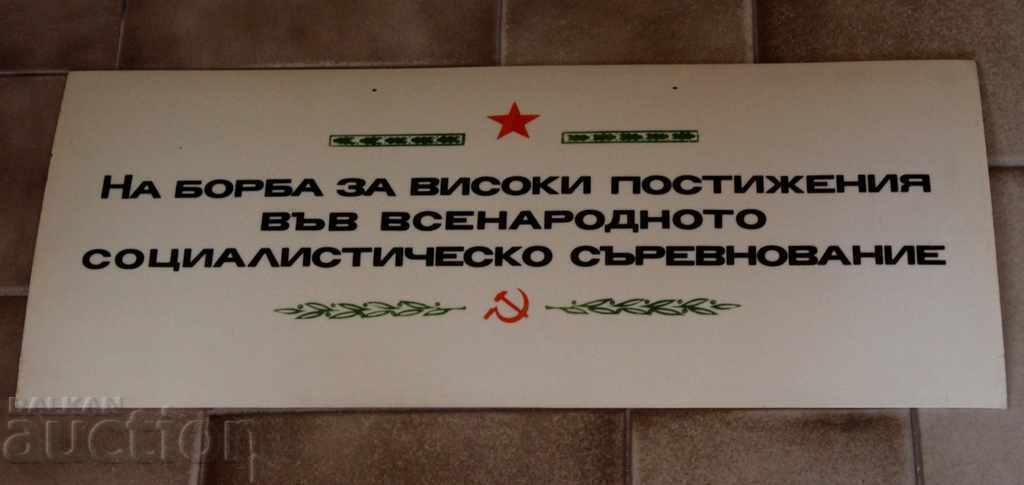 На борба за високи постижения
във всенародното
социалистическо съревнование
BALKAN
auction